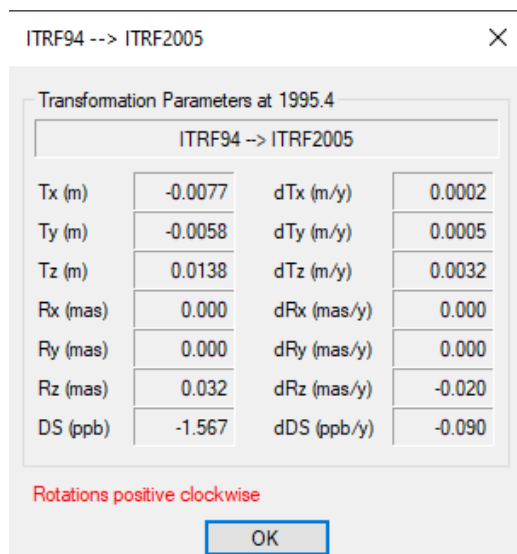 ITRF94 --> ITRF2005
Transformation Parameters at 1995.4
ITRF94 --> ITRF2005
Tx (m) -0.0077 dTx (m/y) 0.0002
Ty (m) -0.0058 dTy (m/y) 0.0005
Tz (m) 0.0138 dTz (m/y) 0.0032
Rx (mas) 0.000 dRx (mas/y) 0.000
Ry (mas) 0.000 dRy (mas/y) 0.000
Rz (mas) 0.032 dRz (mas/y) -0.020
DS (ppb) -1.567 dDS (ppb/y) -0.090
Rotations positive clockwise
OK